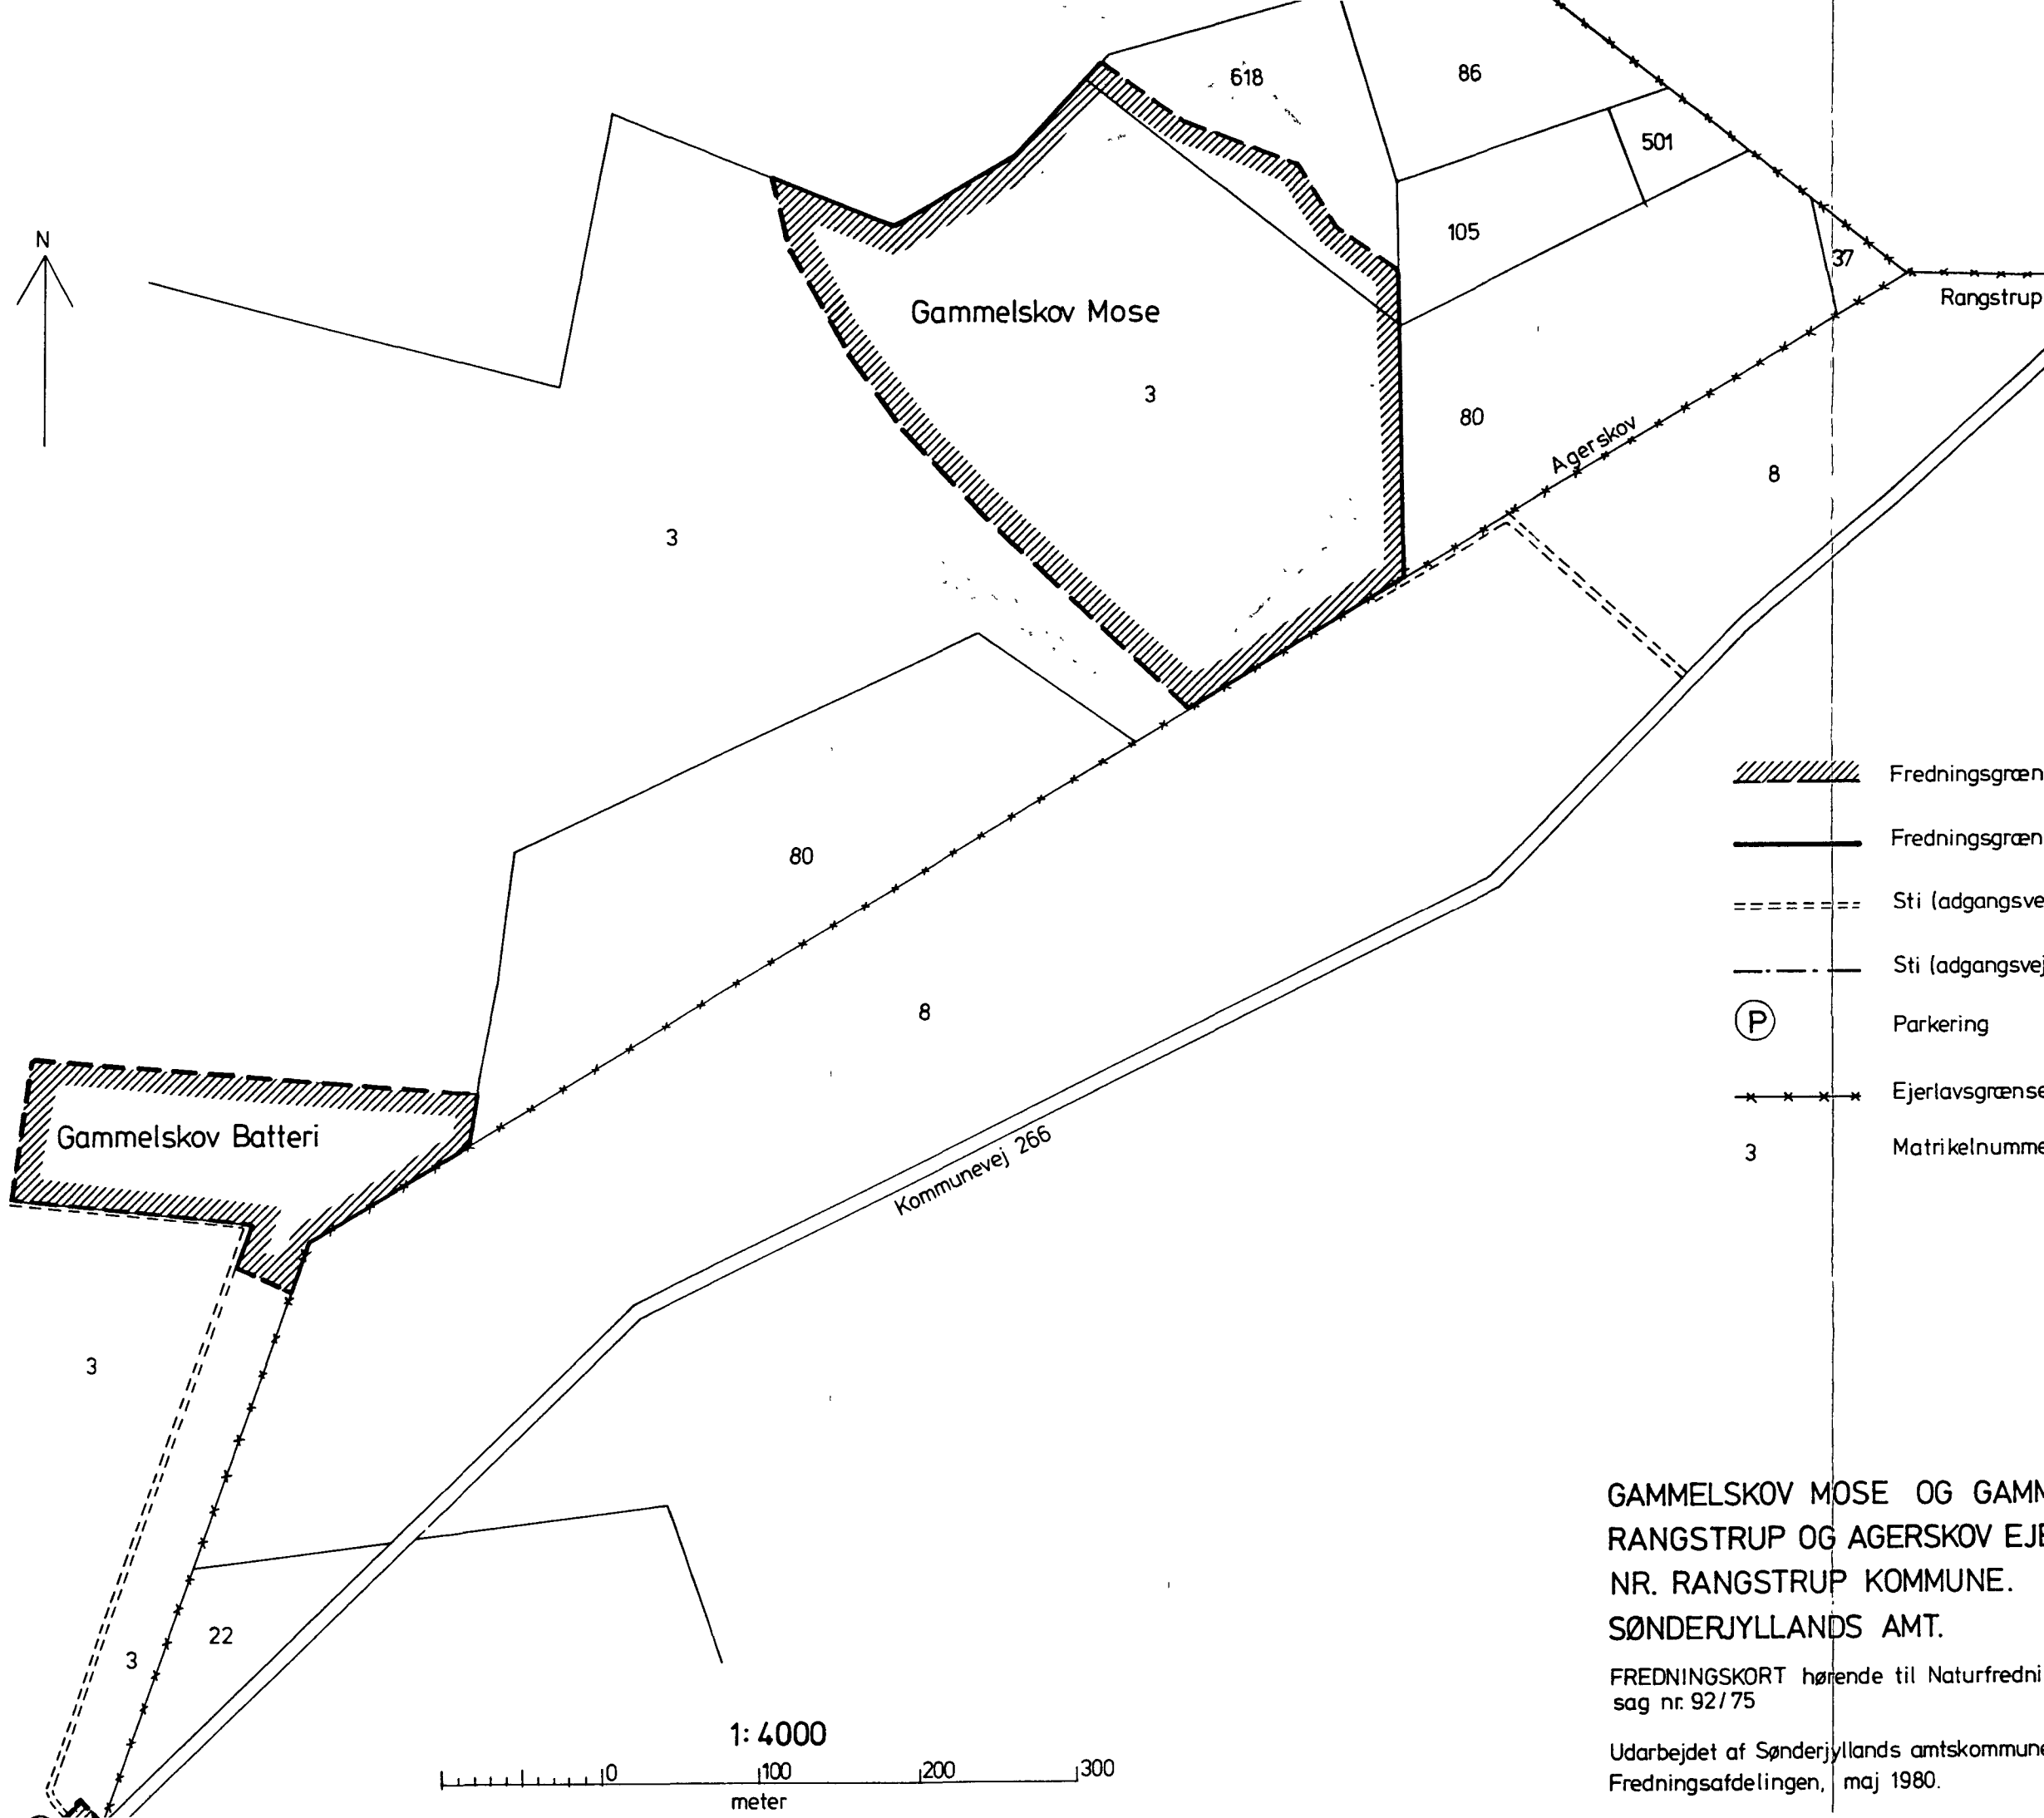 618
86
501
105
N
37
Rangstrup
Gammelskov Mose
3
80
Agerskov
8
3
Fredningsgræn
Fredningsgræn
80
Sti (adgangsve
Sti (adgangsvej
8
P
Parkering
Ejerlavsgrænse
Gammelskov Batteri
Kommunevej 266
3
Matrikelnumme
3
GAMMELSKOV MOSE OG GAMM
RANGSTRUP OG AGERSKOV EJE
NR. RANGSTRUP KOMMUNE.
SØNDERJYLLANDS AMT.
22
3
FREDNINGSKORT hørende til Naturfredni
sag nr. 92/75
1:4000
Udarbejdet af Sønderjyllands amtskommune
Fredningsafdelingen, maj 1980.
0 100 200 300
meter